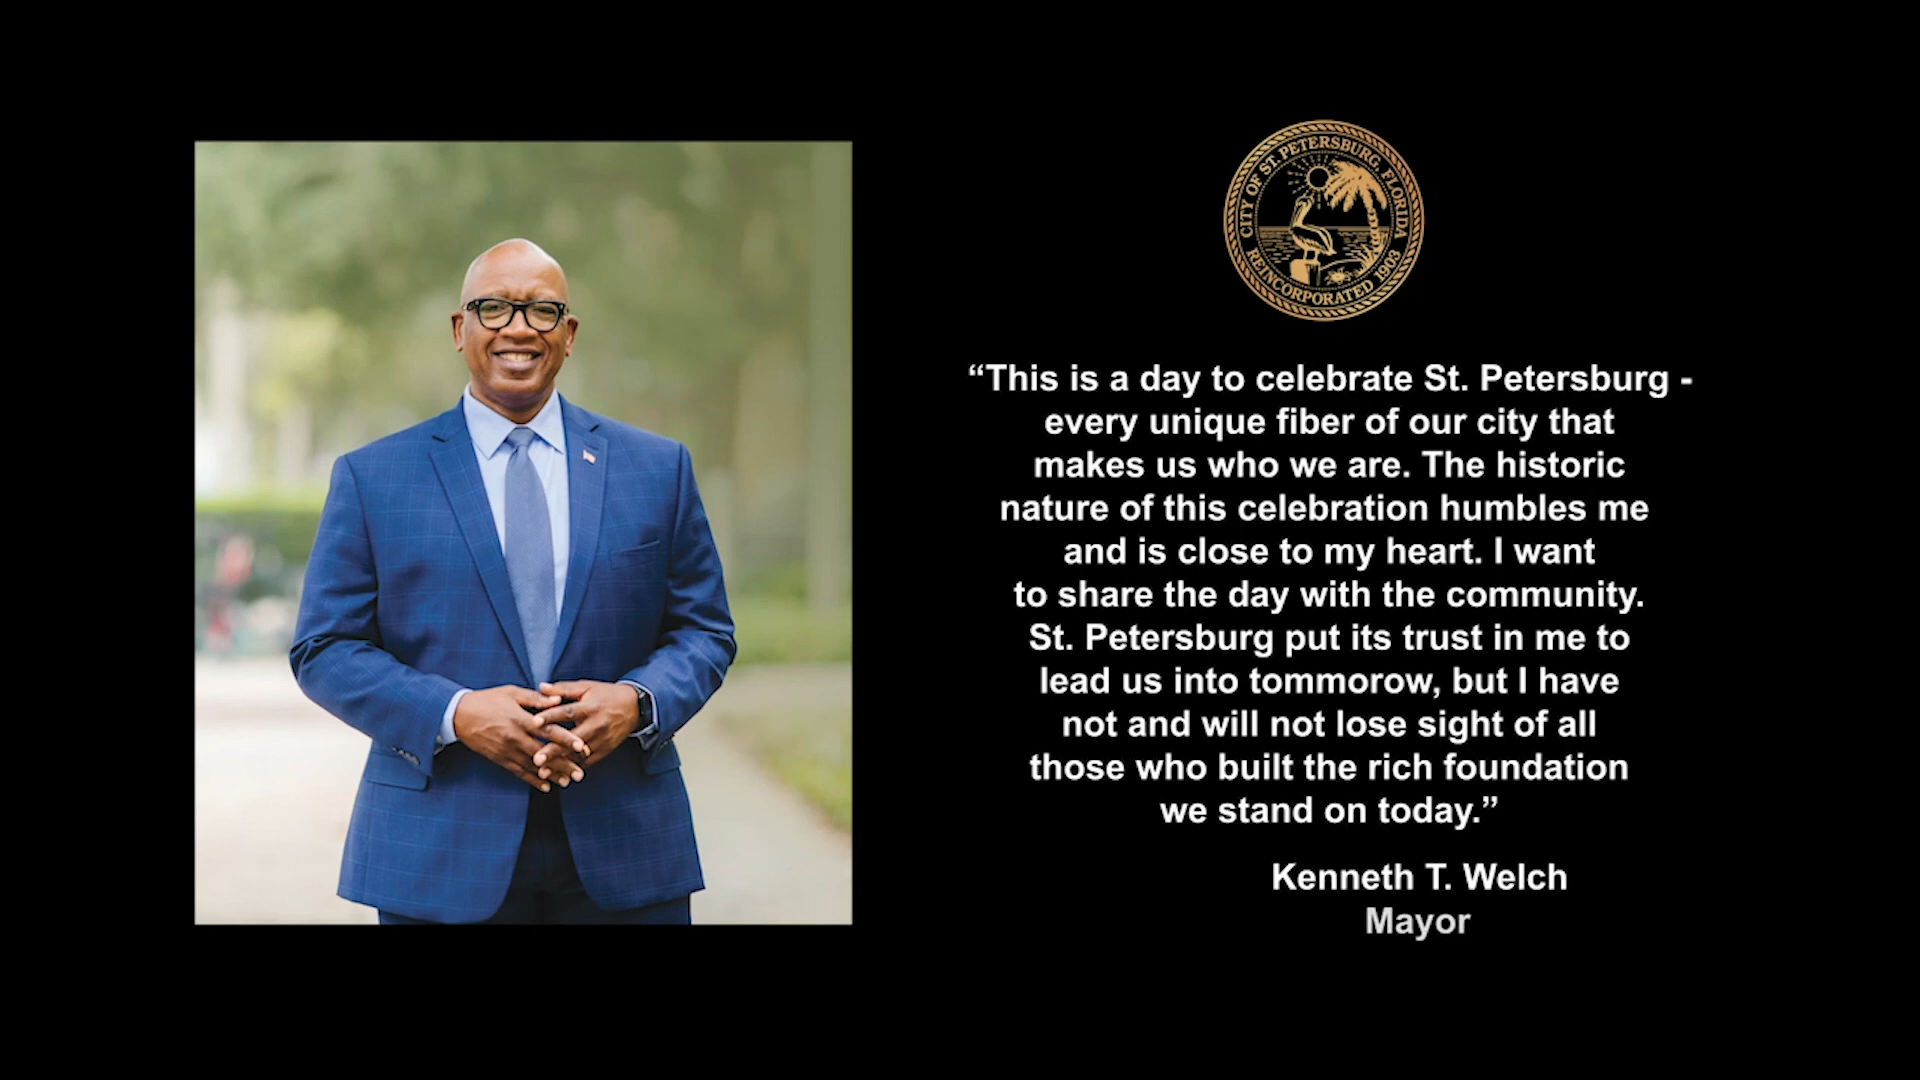 CITY OF ST. PETERSBURG, FLORIDA
REINCORPORATED 1903
“This is a day to celebrate St. Petersburg -
every unique fiber of our city that
makes us who we are. The historic
nature of this celebration humbles me
and is close to my heart. I want
to share the day with the community.
St. Petersburg put its trust in me to
lead us into tommorow, but I have
not and will not lose sight of all
those who built the rich foundation
we stand on today.”
Kenneth T. Welch
Mayor